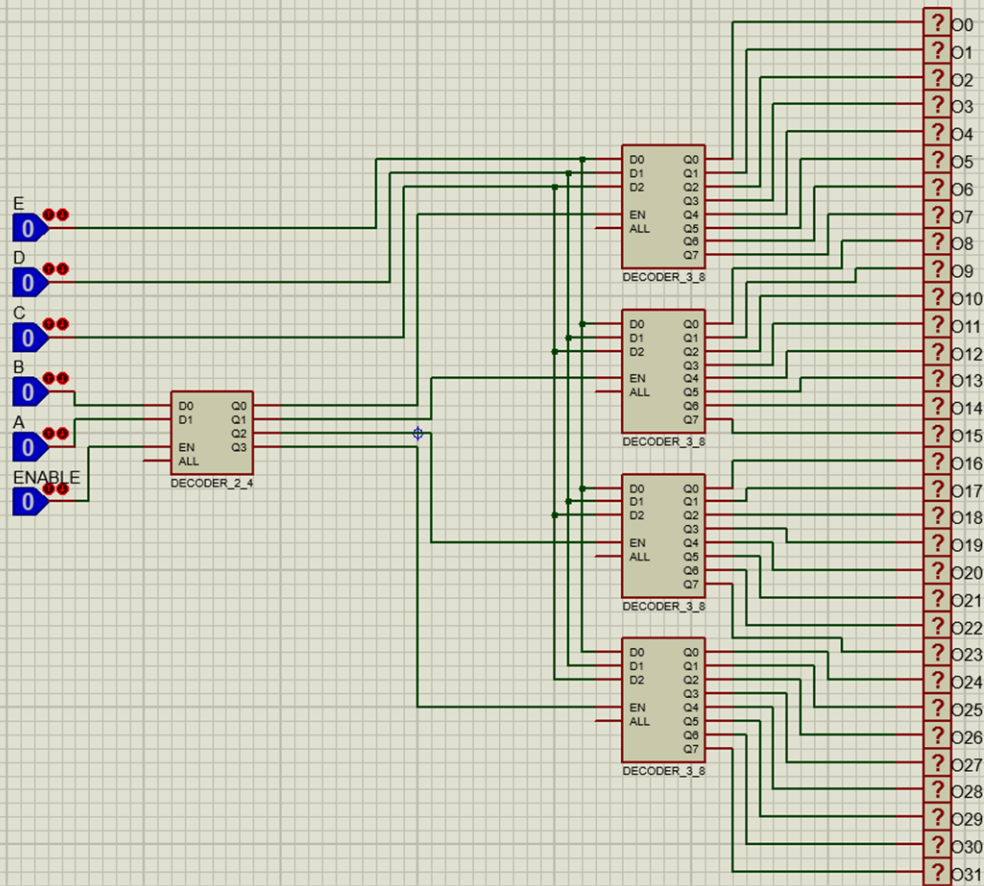 E
0
D
0
C
0
B
0
A
0
ENABLE
0
D0 Q0
D1 Q1
Q2
EN Q3
ALL
DECODER_2_4
D0 Q0
D1 Q1
D2 Q2
Q3
EN Q4
ALL Q5
Q6
Q7
DECODER_3_8
D0 Q0
D1 Q1
D2 Q2
Q3
EN Q4
ALL Q5
Q6
Q7
DECODER_3_8
D0 Q0
D1 Q1
D2 Q2
Q3
EN Q4
ALL Q5
Q6
Q7
DECODER_3_8
D0 Q0
D1 Q1
D2 Q2
Q3
EN Q4
ALL Q5
Q6
Q7
DECODER_3_8
? O0
? O1
? O2
? O3
? O4
? O5
? O6
? O7
? O8
? O9
? O10
? O11
? O12
? O13
? O14
? O15
? O16
? O17
? O18
? O19
? O20
? O21
? O22
? O23
? O24
? O25
? O26
? O27
? O28
? O29
? O30
? O31